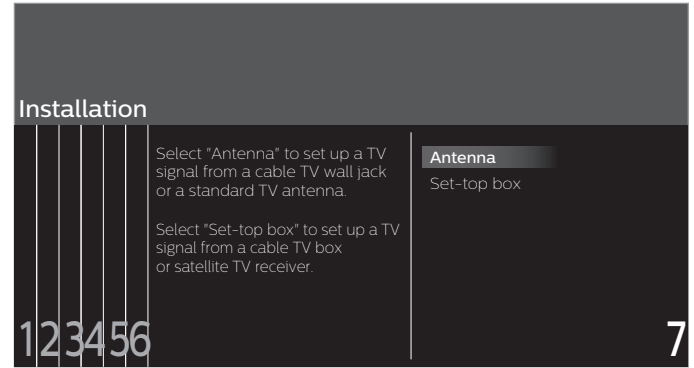 Installation
Select "Antenna" to set up a TV
signal from a cable TV wall jack
or a standard TV antenna.
Select "Set-top box" to set up a TV
signal from a cable TV box
or satellite TV receiver.
Antenna
Set-top box
123456
7